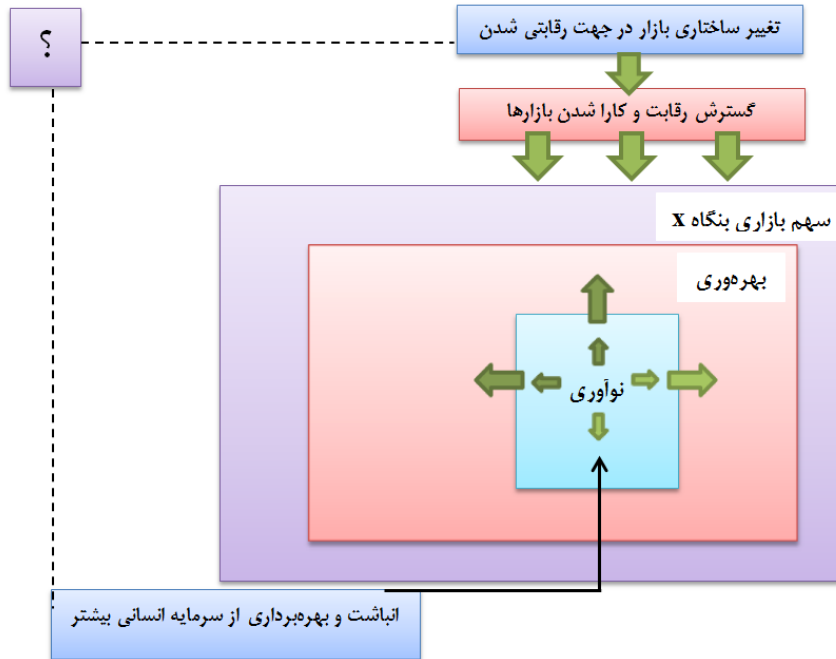 ؟
تغییر ساختاری بازار در جهت رقابتی شدن
گسترش رقابت و کارا شدن بازارها
سهم بازاری بنگاه x
بهره‌وری
نوآوری
انباشت و بهره‌برداری از سرمایه انسانی بیشتر